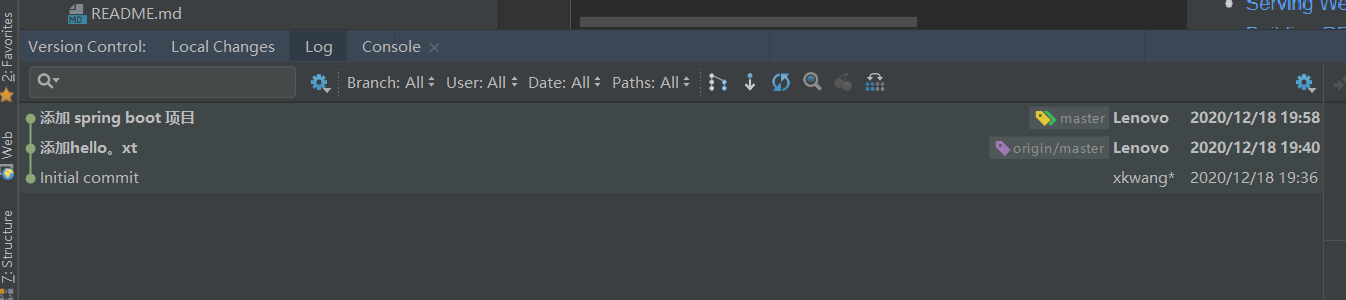 README.md
Serving We
2: Favorites
Version Control: Local Changes Log Console
Branch: All User: All Date: All Paths: All
添加 spring boot 项目 master Lenovo 2020/12/18 19:58
Web
添加hello。xt origin/master Lenovo 2020/12/18 19:40
Initial commit xkwang* 2020/12/18 19:36
7: Structure